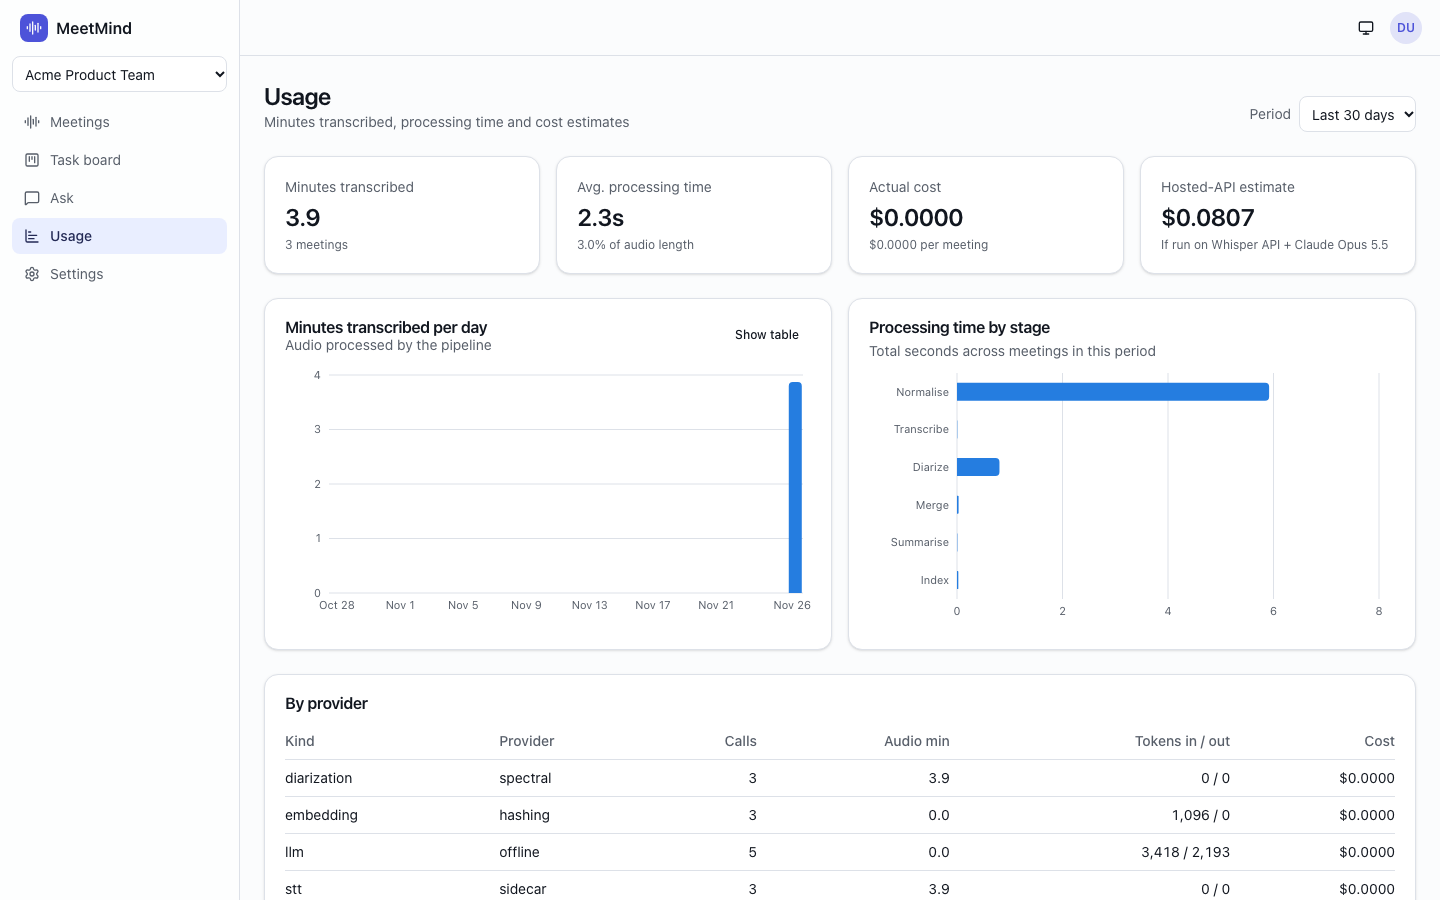 MeetMind
DU
Acme Product Team
Meetings
Task board
Ask
Usage
Settings
Usage
Minutes transcribed, processing time and cost estimates
Period
Last 30 days
Minutes transcribed
3.9
3 meetings
Avg. processing time
2.3s
3.0% of audio length
Actual cost
$0.0000
$0.0000 per meeting
Hosted-API estimate
$0.0807
If run on Whisper API + Claude Opus 5.5
Minutes transcribed per day
Audio processed by the pipeline
Show table
4
3
2
1
0
Oct 28 Nov 1 Nov 5 Nov 9 Nov 13 Nov 17 Nov 21 Nov 26
Processing time by stage
Total seconds across meetings in this period
Normalise
Transcribe
Diarize
Merge
Summarise
Index
0 2 4 6 8
By provider
Kind Provider Calls Audio min Tokens in / out Cost
diarization spectral 3 3.9 0 / 0 $0.0000
embedding hashing 3 0.0 1,096 / 0 $0.0000
llm offline 5 0.0 3,418 / 2,193 $0.0000
stt sidecar 3 3.9 0 / 0 $0.0000